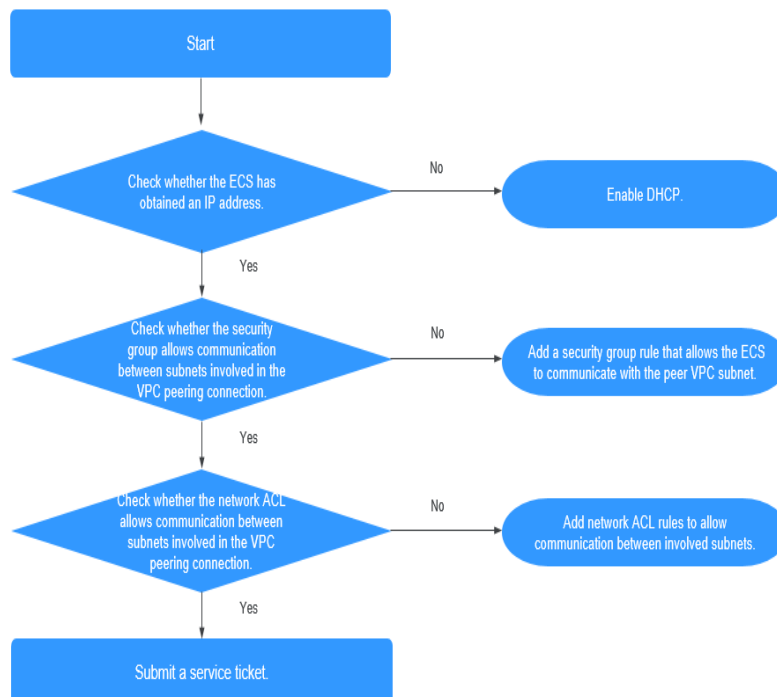 Start
Check whether the ECS has
obtained an IP address.
No
Enable DHCP.
Yes
Check whether the security
group allows communication
between subnets involved in the
VPC peering connection.
No
Add a security group rule that allows the ECS
to communicate with the peer VPC subnet.
Yes
Check whether the network ACL
allows communication between
subnets involved in the VPC
peering connection.
No
Add network ACL rules to allow
communication between involved subnets.
Yes
Submit a service ticket.